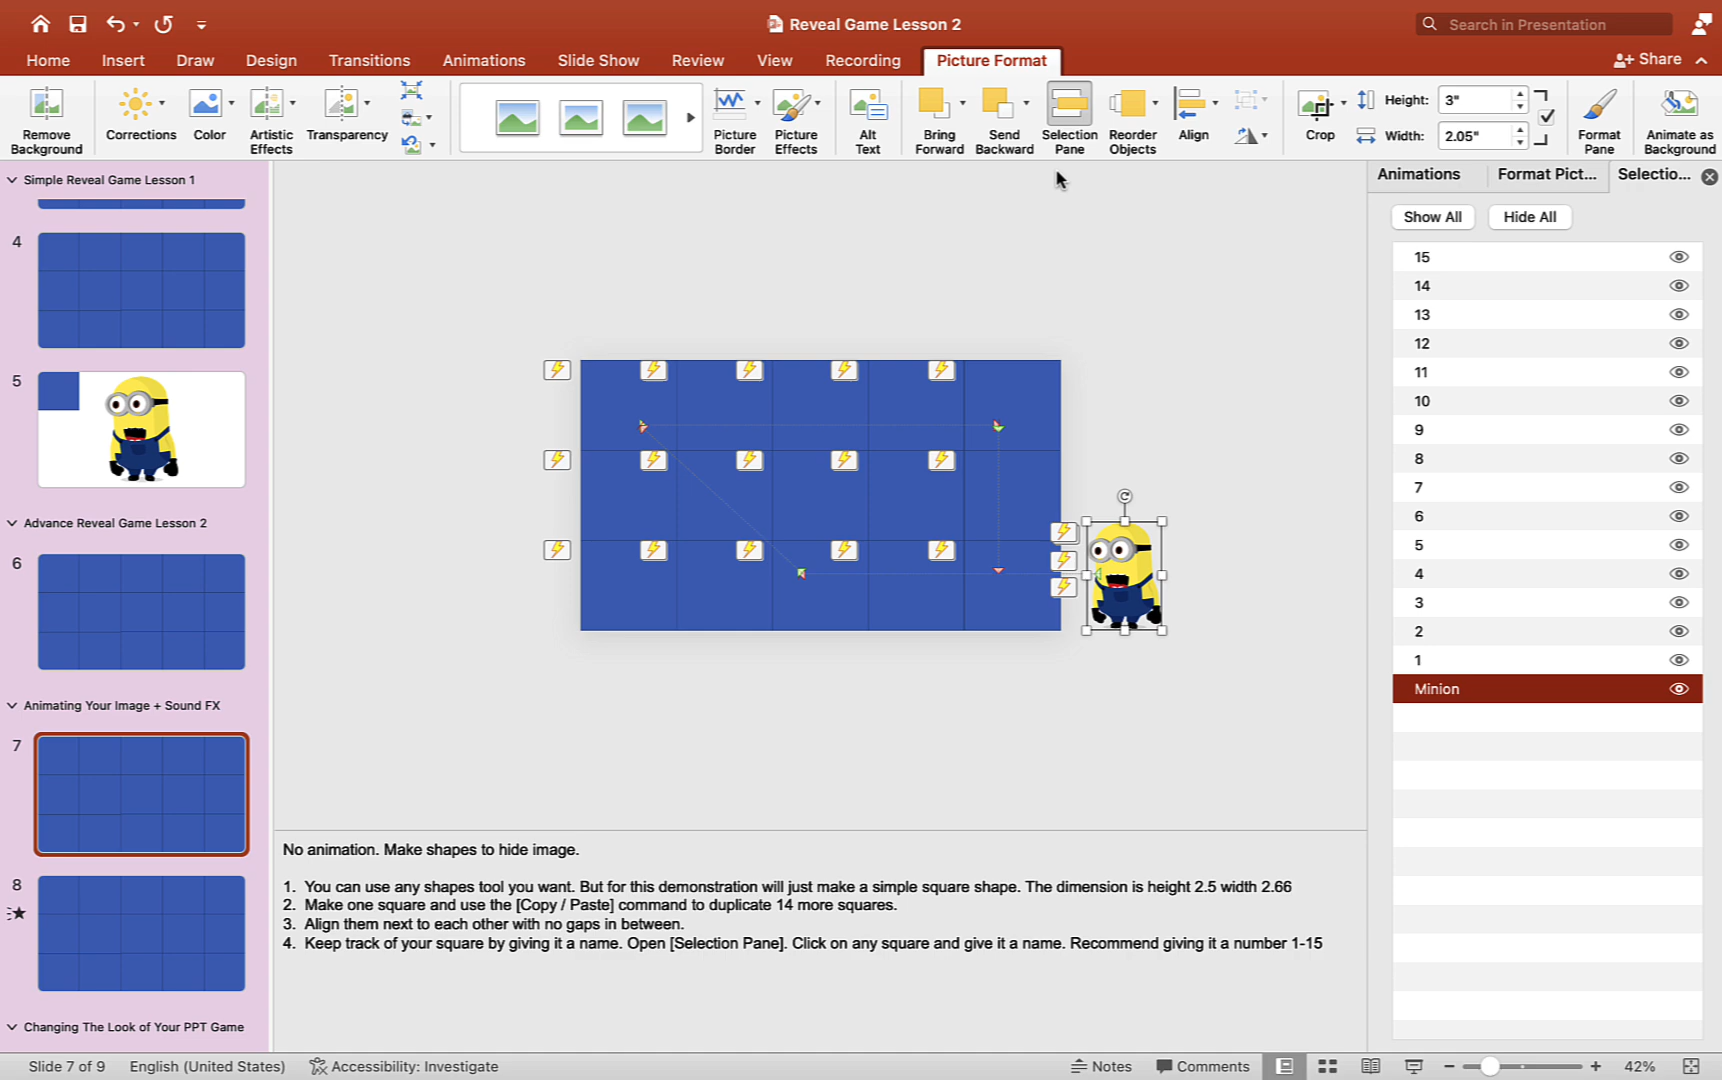 Reveal Game Lesson 2
Search in Presentation
Home Insert Draw Design Transitions Animations Slide Show Review View Recording Picture Format
Share
Remove Background
Corrections
Color
Artistic Effects
Transparency
Picture Border
Picture Effects
Alt Text
Bring Forward
Send Backward
Selection Pane
Reorder Objects
Align
Crop
Height: 3"
Width: 2.05"
Format Pane
Animate as Background
Simple Reveal Game Lesson 1
4
5
Advance Reveal Game Lesson 2
6
Animating Your Image + Sound FX
7
8
Changing The Look of Your PPT Game
Animations Format Pict... Selectio...
Show All Hide All
15
14
13
12
11
10
9
8
7
6
5
4
3
2
1
Minion
No animation. Make shapes to hide image.
1. You can use any shapes tool you want. But for this demonstration will just make a simple square shape. The dimension is height 2.5 width 2.66
2. Make one square and use the [Copy / Paste] command to duplicate 14 more squares.
3. Align them next to each other with no gaps in between.
4. Keep track of your square by giving it a name. Open [Selection Pane]. Click on any square and give it a name. Recommend giving it a number 1-15
Slide 7 of 9 English (United States) Accessibility: Investigate Notes Comments 42%